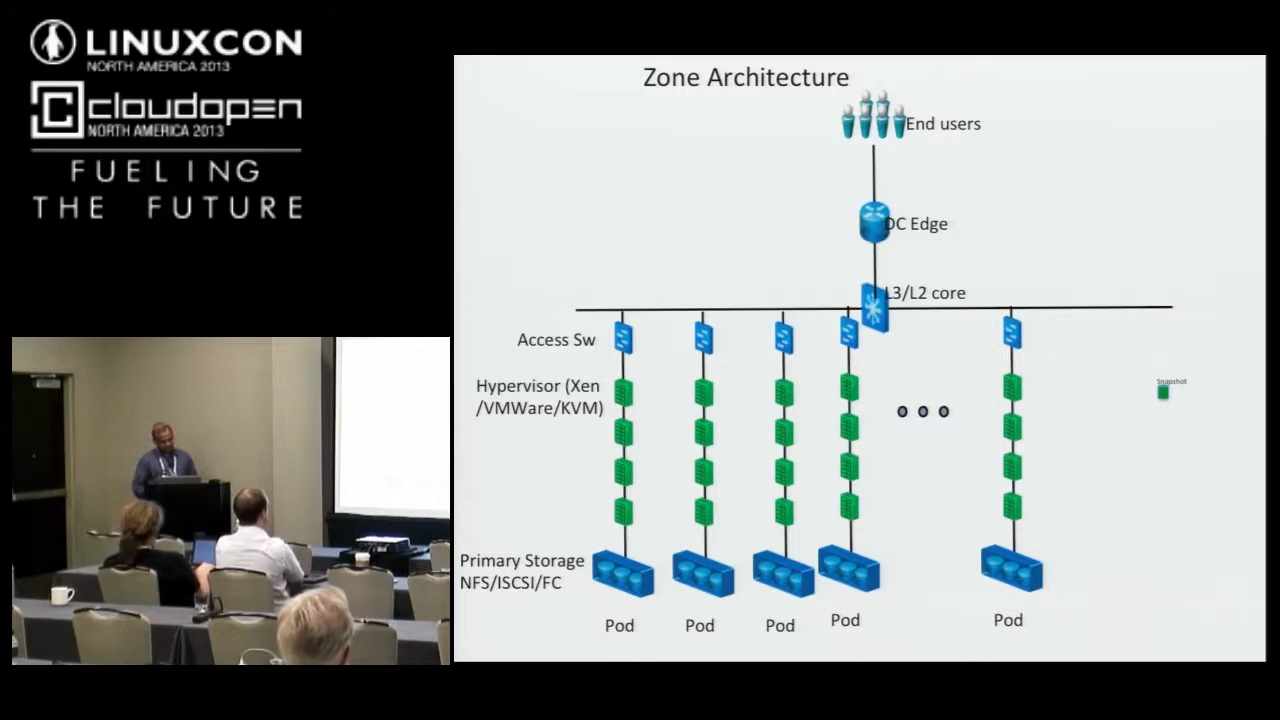 LINUXCON
NORTH AMERICA 2013
cloudopen
NORTH AMERICA 2013
FUELING
THE FUTURE
Zone Architecture
End users
DC Edge
L3/L2 core
Access Sw
Hypervisor (Xen
/VMWare/KVM)
Snapshot
Primary Storage
NFS/ISCSI/FC
Pod
Pod
Pod
Pod
Pod